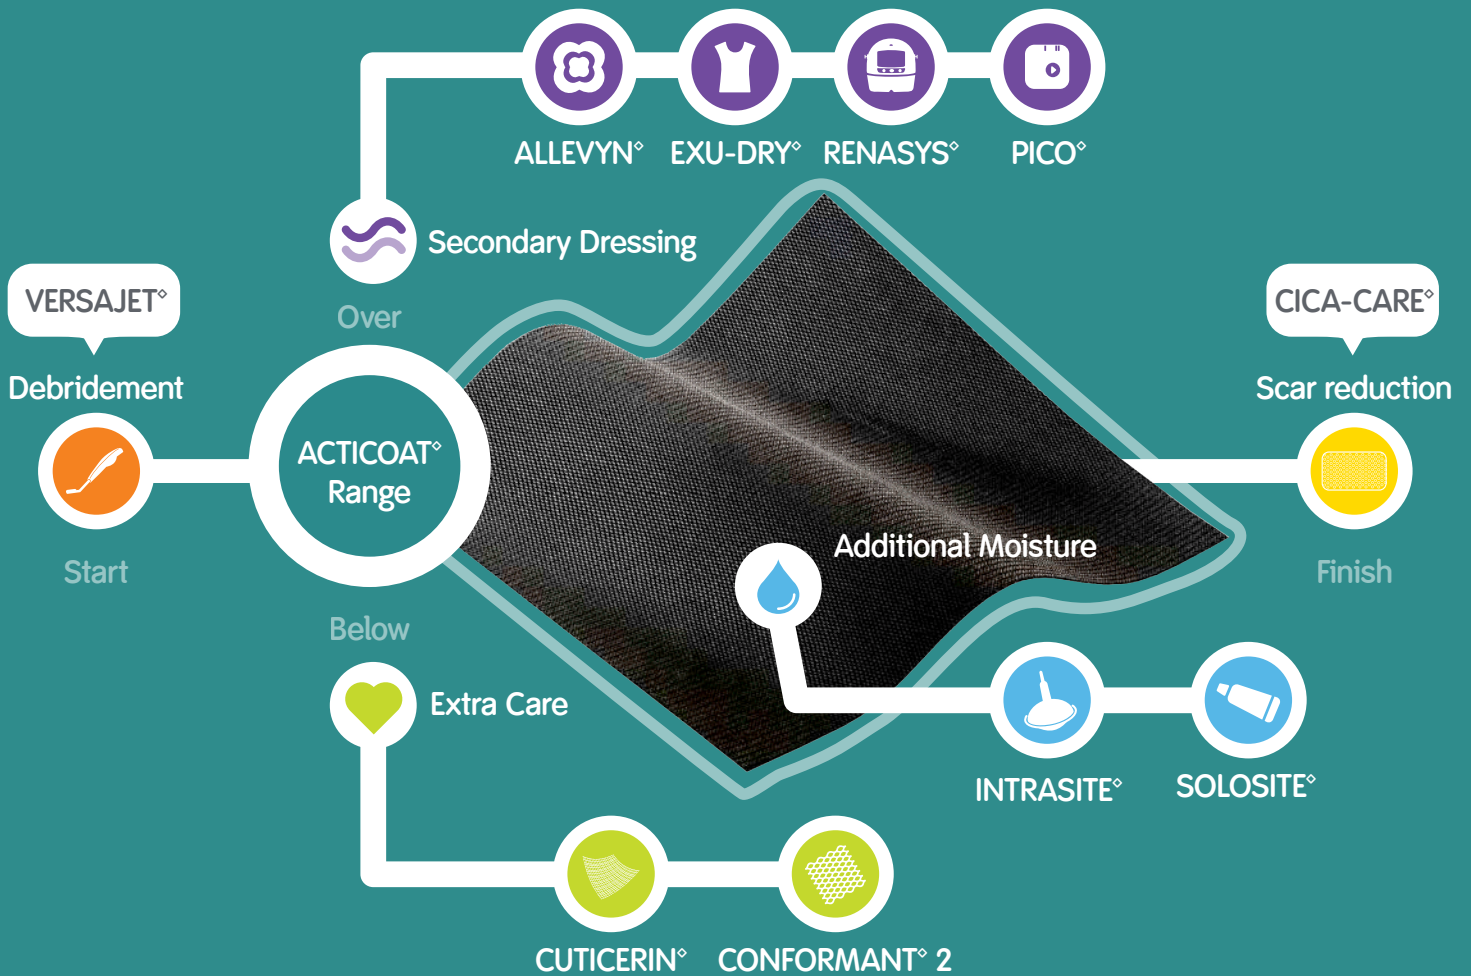 ALLEVYN◊ EXU-DRY◊ RENASYS◊ PICO◊
Secondary Dressing
VERSAJET◊
CICA-CARE◊
Over
Debridement
Scar reduction
ACTICOAT◊
Range
Additional Moisture
Start
Finish
Below
Extra Care
INTRASITE◊ SOLOSITE◊
CUTICERIN◊ CONFORMANT◊ 2